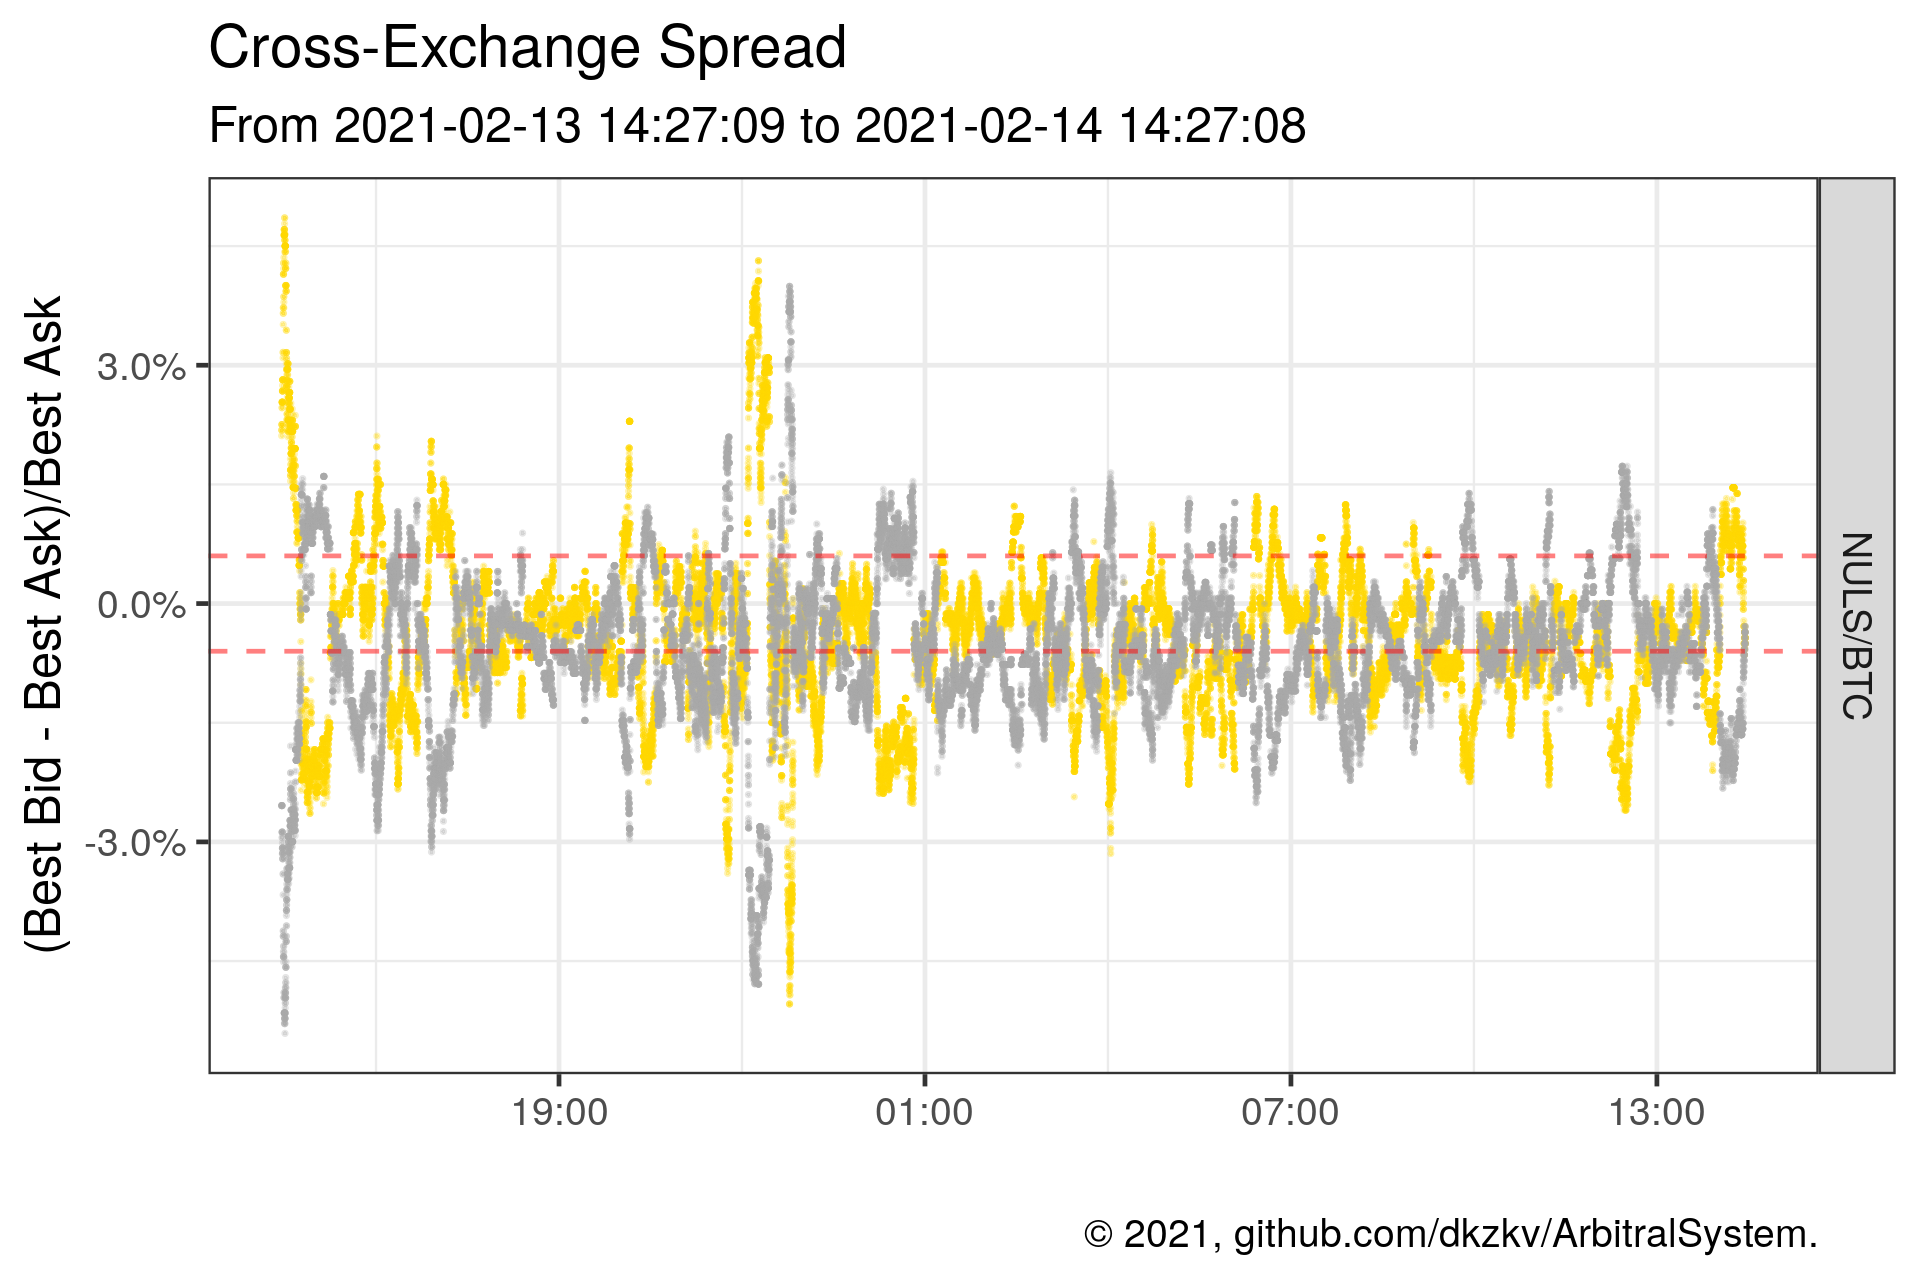 Cross-Exchange Spread
From 2021-02-13 14:27:09 to 2021-02-14 14:27:08
(Best Bid - Best Ask)/Best Ask
3.0%
0.0%
-3.0%
NULS/BTC
19:00
01:00
07:00
13:00
© 2021, github.com/dkzkv/ArbitralSystem.